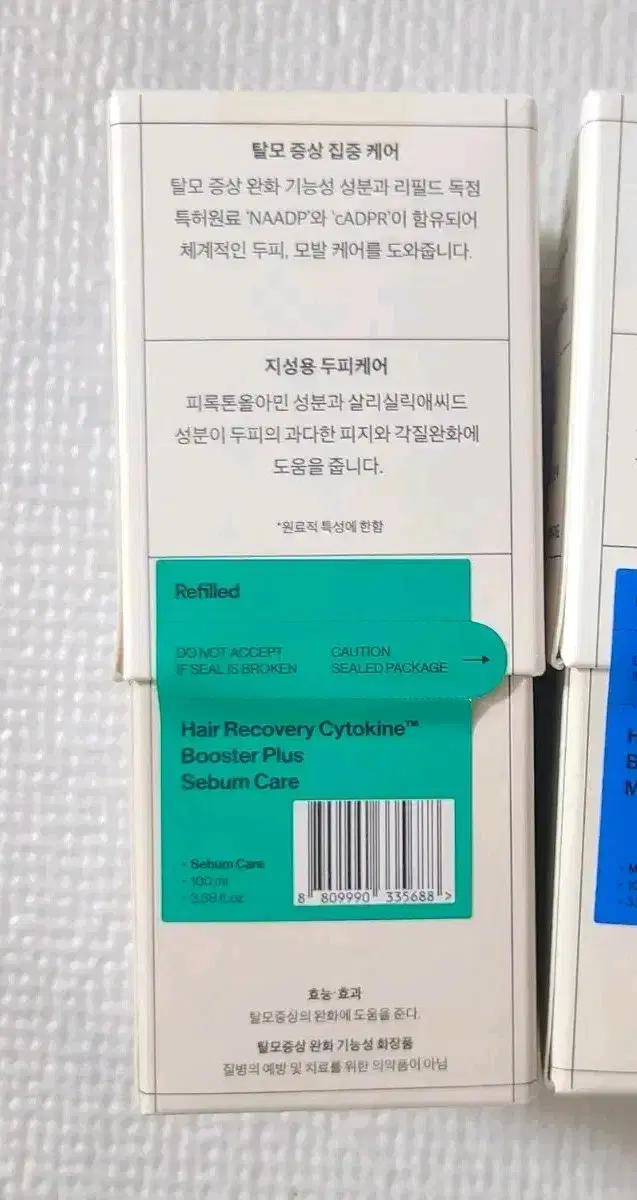 탈모 증상 집중 케어
탈모 증상 완화 기능성 성분과 리필드 독점
특허원료 'NAADP'와 'cADPR'이 함유되어
체계적인 두피, 모발 케어를 도와줍니다.
지성용 두피케어
피록톤올아민 성분과 살리실릭애씨드
성분이 두피의 과다한 피지와 각질완화에
도움을 줍니다.
*원료적 특성에 한함
Refilled
DO NOT ACCEPT
IF SEAL IS BROKEN
CAUTION
SEALED PACKAGE →
Hair Recovery Cytokine™
Booster Plus
Sebum Care
· Sebum Care
· 100 ml
· 3.38 fl.oz
8 809990 335688 >
효능·효과
탈모증상의 완화에 도움을 준다.
탈모증상 완화 기능성 화장품
질병의 예방 및 치료를 위한 의약품이 아님